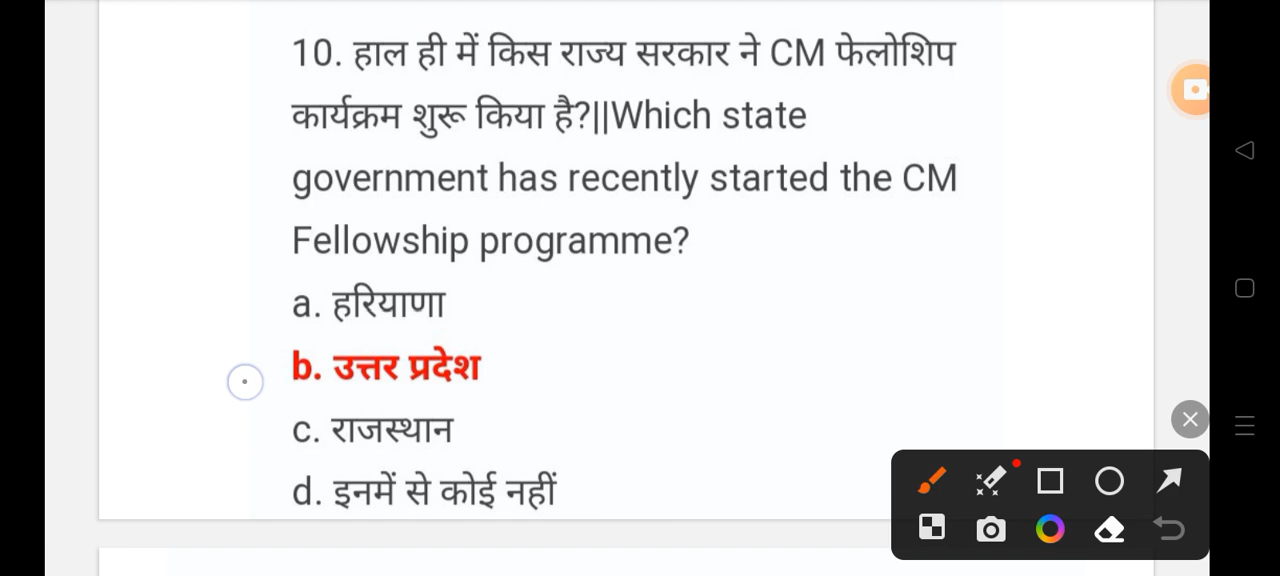 10. हाल ही में किस राज्य सरकार ने CM फेलोशिप
कार्यक्रम शुरू किया है?||Which state
government has recently started the CM
Fellowship programme?
a. हरियाणा
b. उत्तर प्रदेश
c. राजस्थान
d. इनमें से कोई नहीं